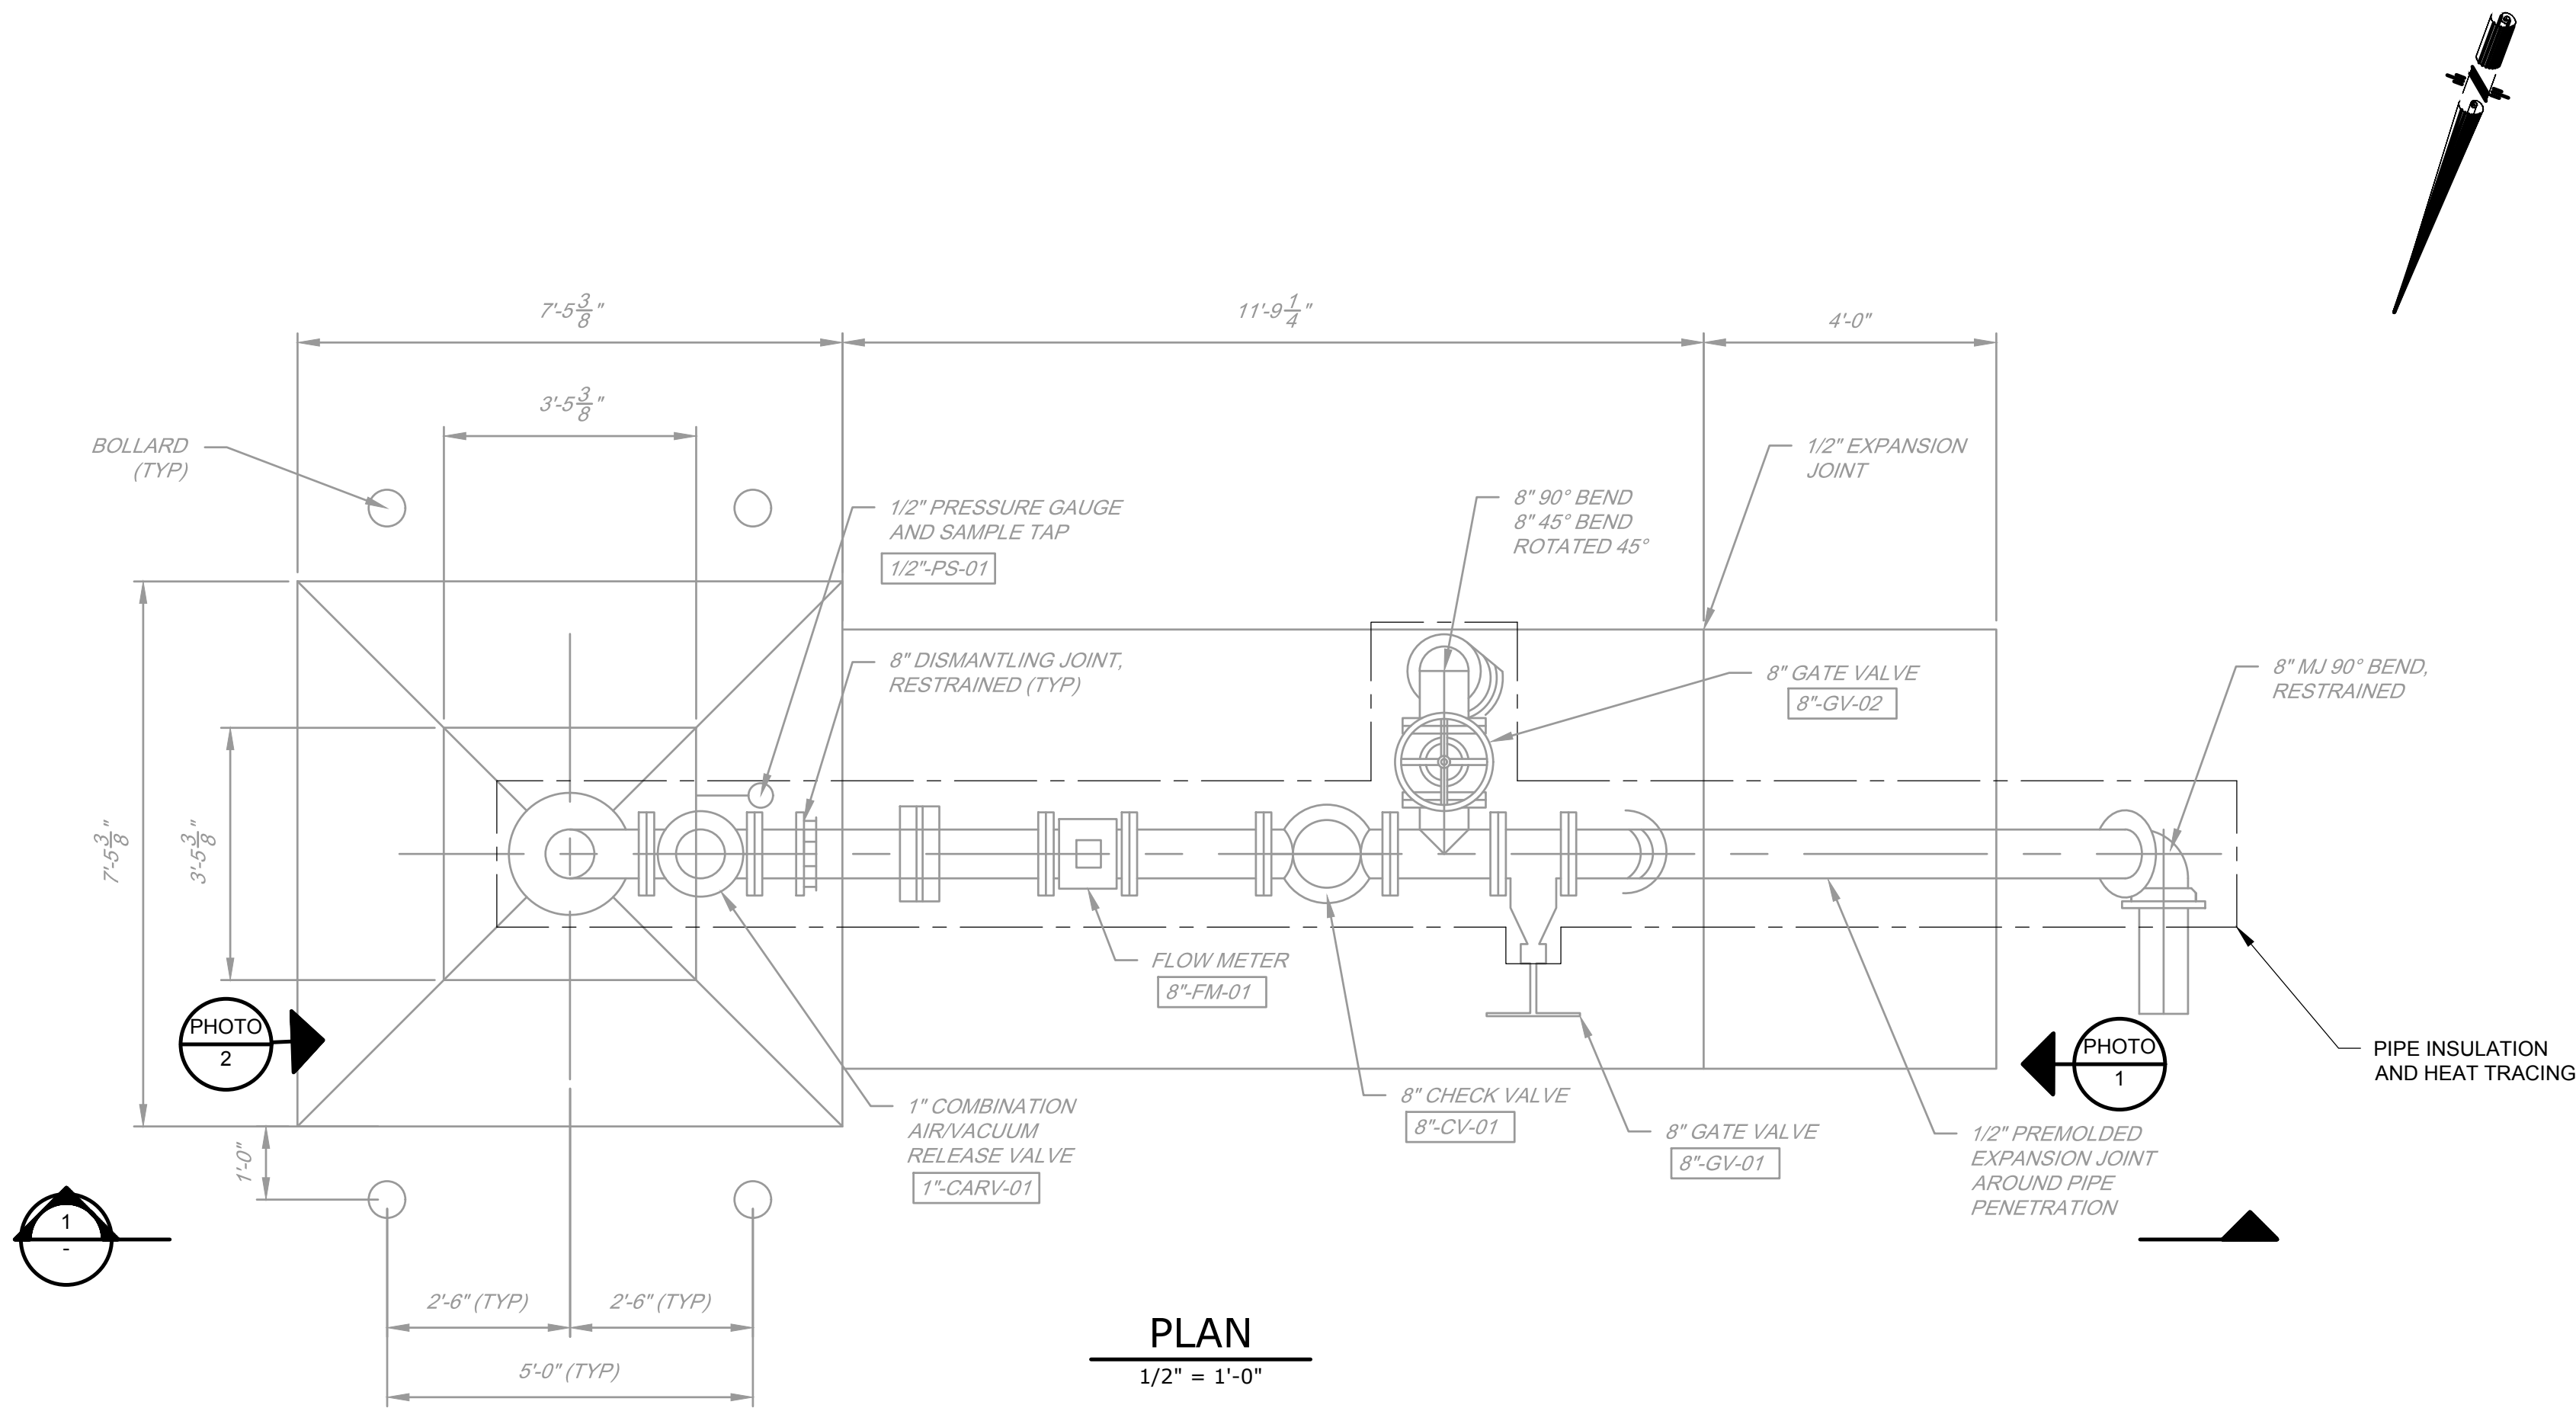 7'-5 3/8"
11'-9 1/4"
4'-0"
3'-5 3/8"
BOLLARD
(TYP)
1/2" EXPANSION
JOINT
1/2" PRESSURE GAUGE
AND SAMPLE TAP
1/2"-PS-01
8" 90° BEND
8" 45° BEND
ROTATED 45°
8" DISMANTLING JOINT,
RESTRAINED (TYP)
8" GATE VALVE
8"-GV-02
8" MJ 90° BEND,
RESTRAINED
7'-5 3/8"
3'-5 3/8"
FLOW METER
8"-FM-01
PHOTO
2
PHOTO
1
PIPE INSULATION
AND HEAT TRACING
1" COMBINATION
AIR/VACUUM
RELEASE VALVE
1"-CARV-01
8" CHECK VALVE
8"-CV-01
8" GATE VALVE
8"-GV-01
1/2" PREMOLDED
EXPANSION JOINT
AROUND PIPE
PENETRATION
1'-0"
1
-
2'-6" (TYP)
2'-6" (TYP)
5'-0" (TYP)
PLAN
1/2" = 1'-0"